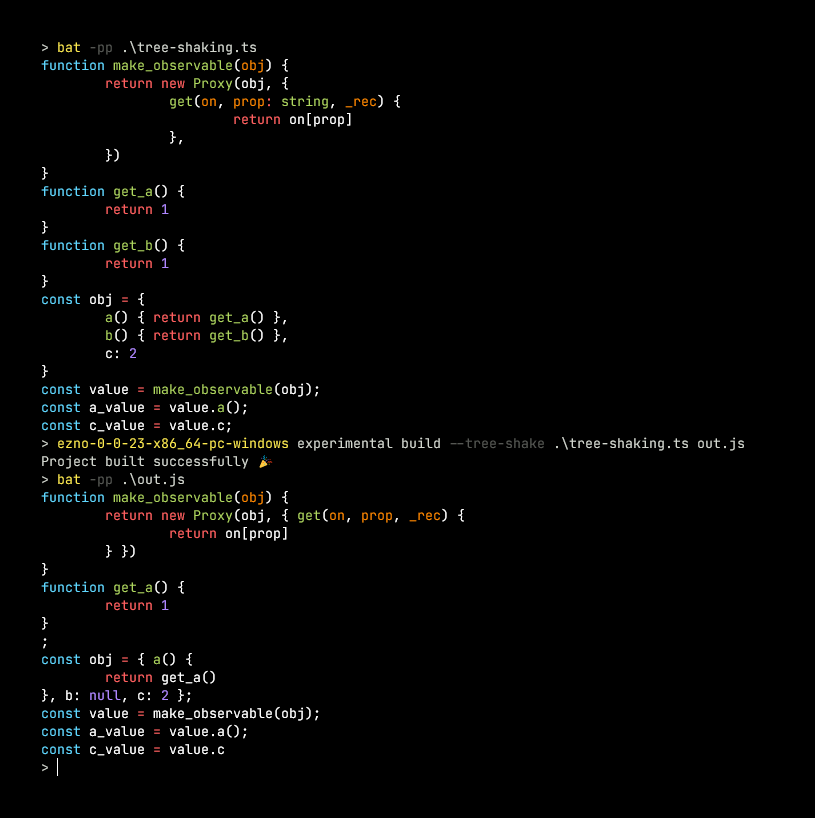 > bat -pp .\tree-shaking.ts
function make_observable(obj) {
        return new Proxy(obj, {
                get(on, prop: string, _rec) {
                        return on[prop]
                },
        })
}
function get_a() {
        return 1
}
function get_b() {
        return 1
}
const obj = {
        a() { return get_a() },
        b() { return get_b() },
        c: 2
}
const value = make_observable(obj);
const a_value = value.a();
const c_value = value.c;
> ezno-0-0-23-x86_64-pc-windows experimental build --tree-shake .\tree-shaking.ts out.js
Project built successfully 🎉
> bat -pp .\out.js
function make_observable(obj) {
        return new Proxy(obj, { get(on, prop, _rec) {
                return on[prop]
        } })
}
function get_a() {
        return 1
}
;
const obj = { a() {
        return get_a()
}, b: null, c: 2 };
const value = make_observable(obj);
const a_value = value.a();
const c_value = value.c
>